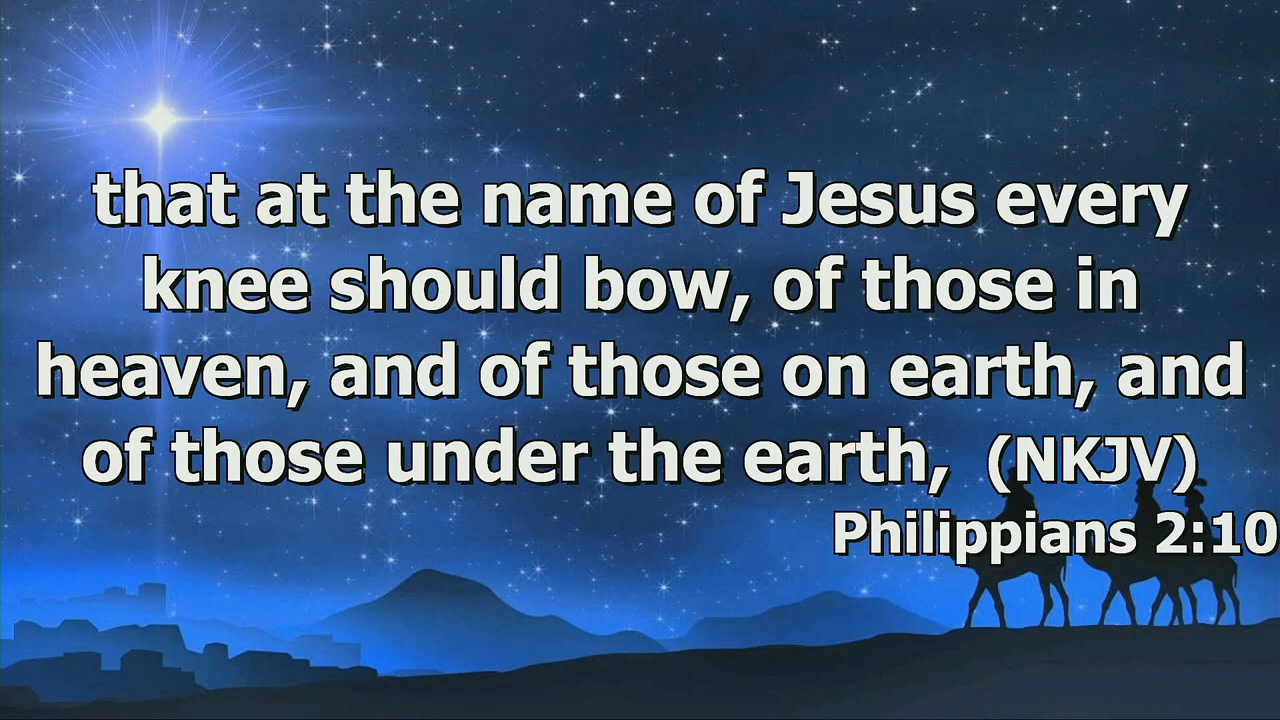 that at the name of Jesus every
knee should bow, of those in
heaven, and of those on earth, and
of those under the earth,  (NKJV)
Philippians 2:10